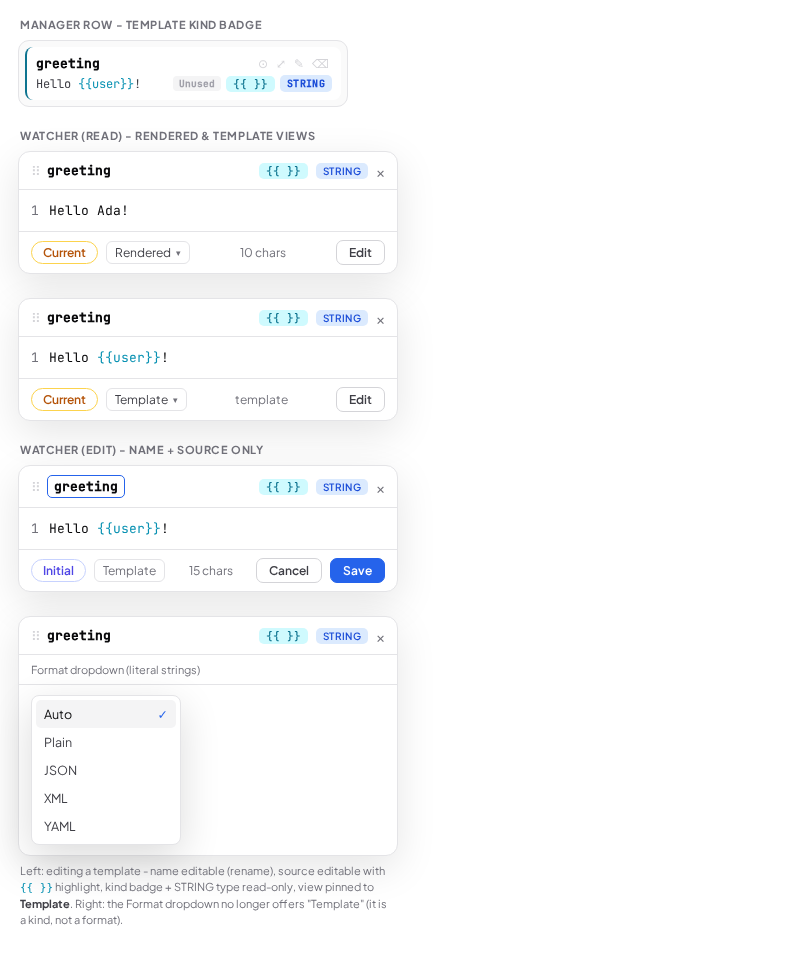 MANAGER ROW - TEMPLATE KIND BADGE
greeting
Hello {{user}}! Unused {{ }} STRING
WATCHER (READ) - RENDERED & TEMPLATE VIEWS
greeting {{ }} STRING ×
1 Hello Ada!
Current Rendered ▾ 10 chars Edit
greeting {{ }} STRING ×
1 Hello {{user}}!
Current Template ▾ template Edit
WATCHER (EDIT) - NAME + SOURCE ONLY
greeting {{ }} STRING ×
1 Hello {{user}}!
Initial Template 15 chars Cancel Save
greeting {{ }} STRING ×
Format dropdown (literal strings)
Auto ✓
Plain
JSON
XML
YAML
Left: editing a template - name editable (rename), source editable with
{{ }} highlight, kind badge + STRING type read-only, view pinned to
Template. Right: the Format dropdown no longer offers "Template" (it is
a kind, not a format).